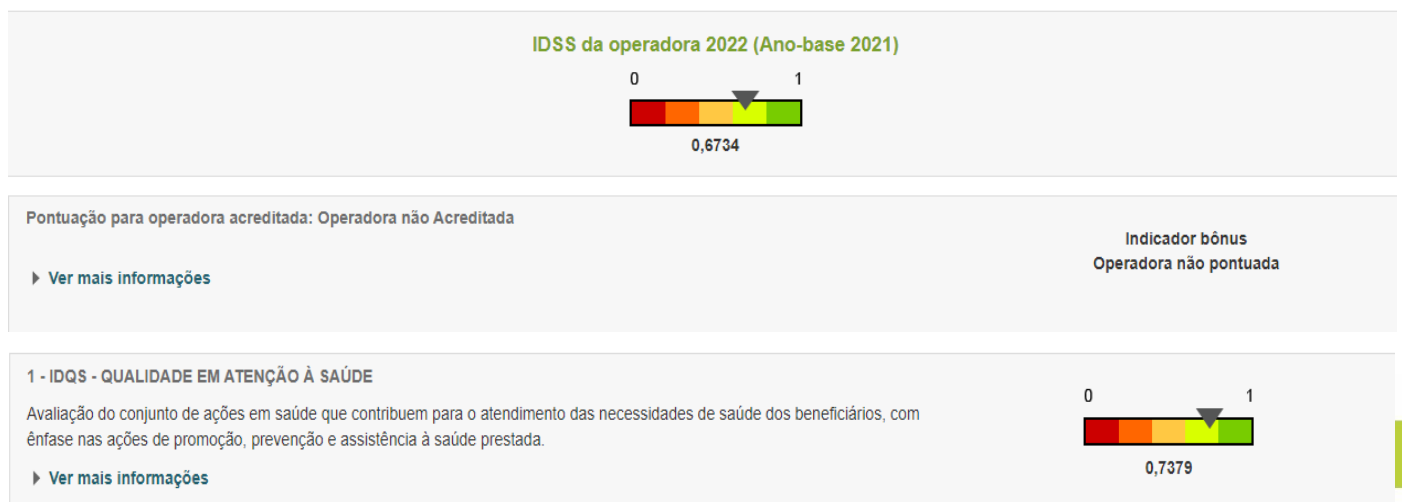 IDSS da operadora 2022 (Ano-base 2021)
0 1
0,6734
Pontuação para operadora acreditada: Operadora não Acreditada
Indicador bônus
Operadora não pontuada
Ver mais informações
1 - IDQS - QUALIDADE EM ATENÇÃO À SAÚDE
Avaliação do conjunto de ações em saúde que contribuem para o atendimento das necessidades de saúde dos beneficiários, com
ênfase nas ações de promoção, prevenção e assistência à saúde prestada.
Ver mais informações
0 1
0,7379